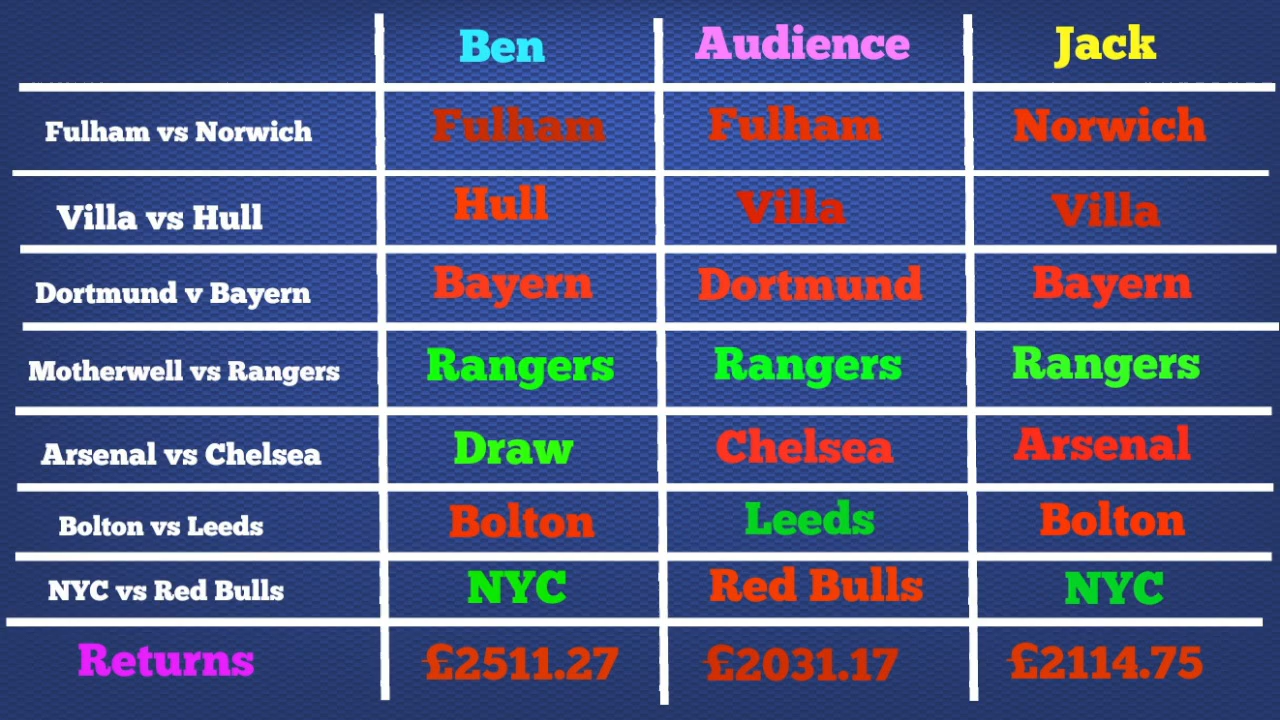 Ben Audience Jack
Fulham vs Norwich Fulham Fulham Norwich
Villa vs Hull Hull Villa Villa
Dortmund v Bayern Bayern Dortmund Bayern
Motherwell vs Rangers Rangers Rangers Rangers
Arsenal vs Chelsea Draw Chelsea Arsenal
Bolton vs Leeds Bolton Leeds Bolton
NYC vs Red Bulls NYC Red Bulls NYC
Returns £2511.27 £2031.17 £2114.75